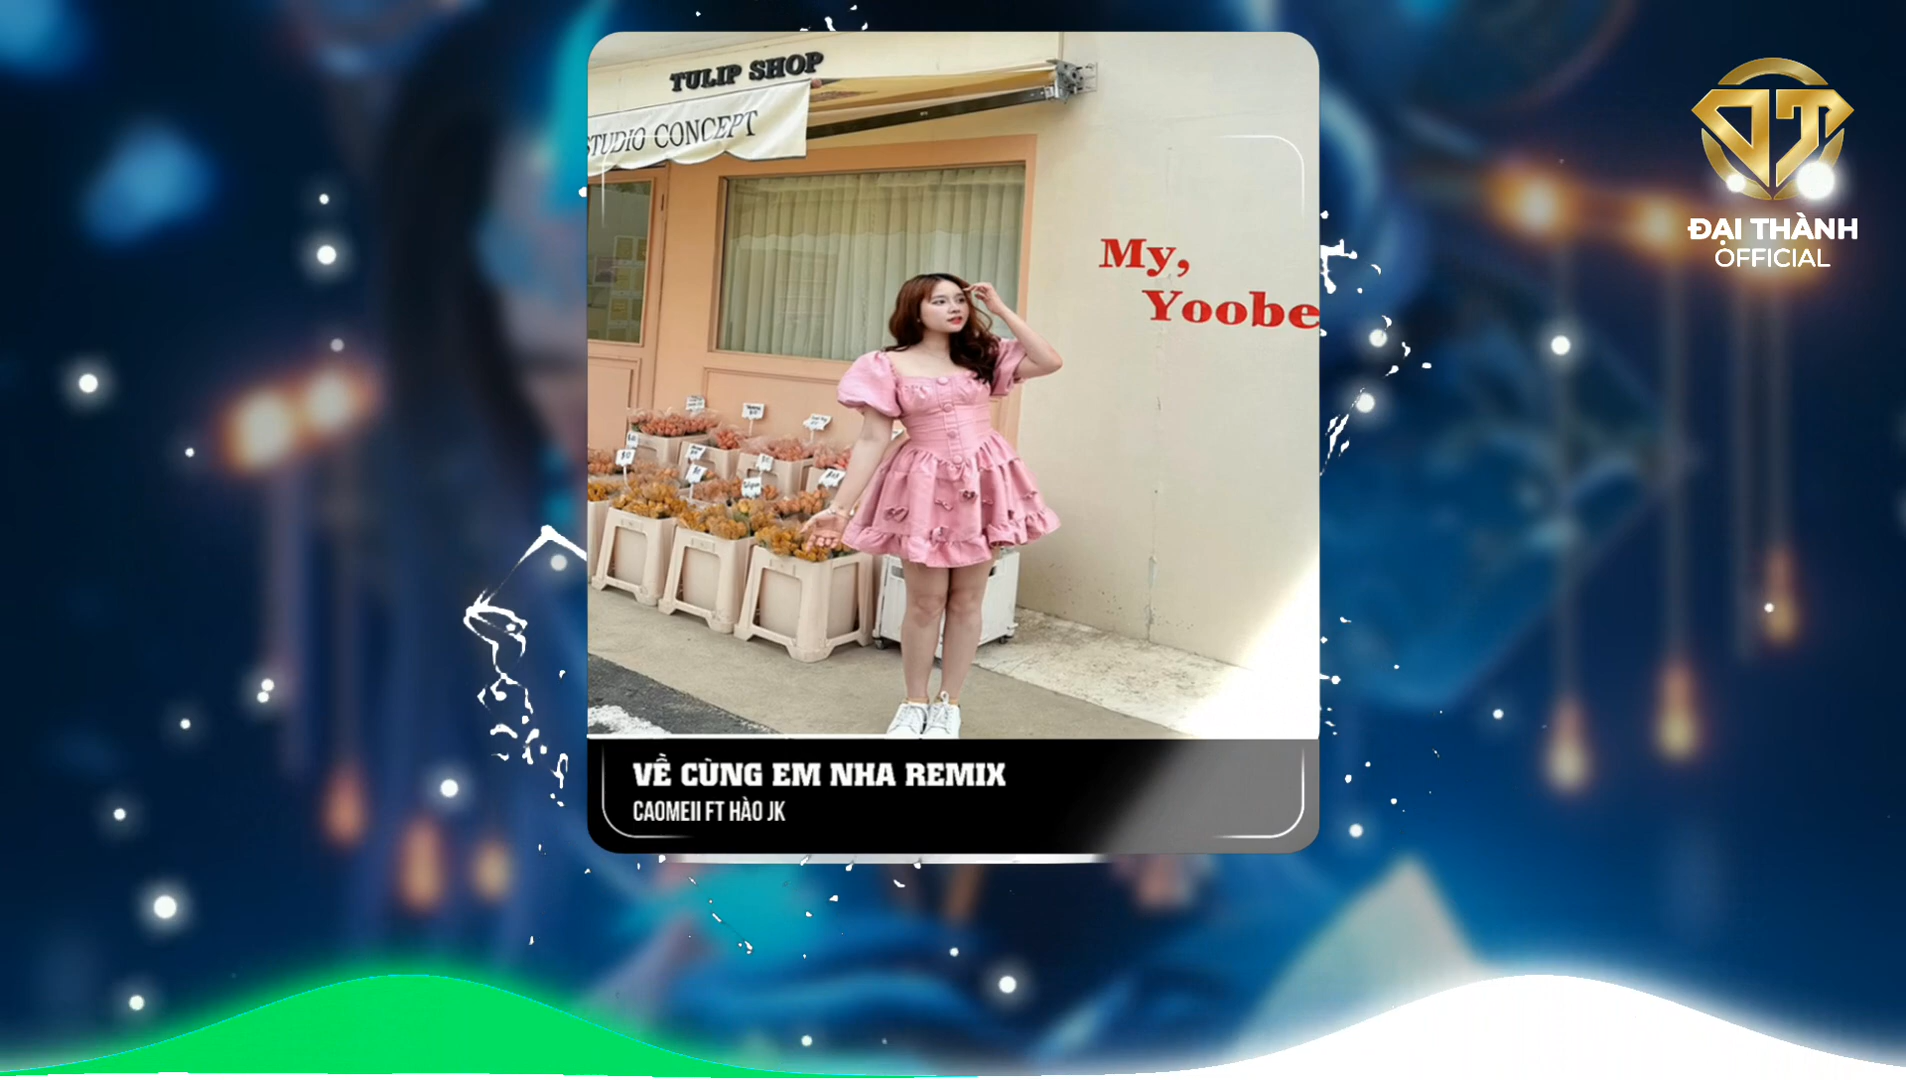 TULIP SHOP
STUDIO CONCEPT
My,
Yoobe
ĐẠI THÀNH
OFFICIAL
VỀ CÙNG EM NHA REMIX
CAOMEII FT HÀO JK